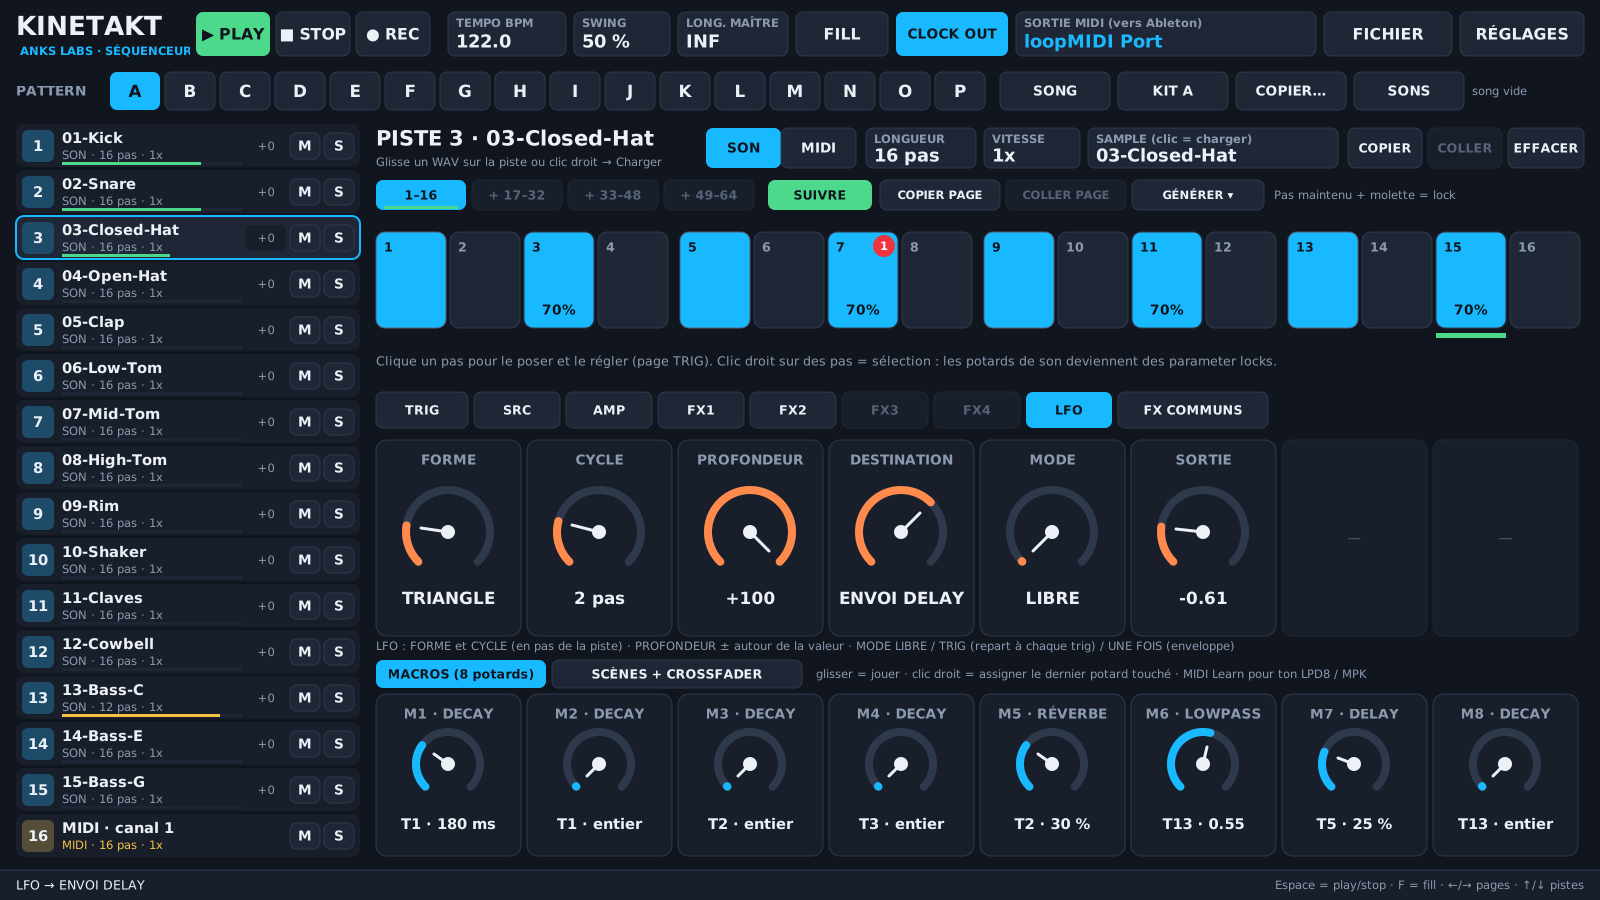 KINETAKT
ANKS LABS · SÉQUENCEUR
▶ PLAY
■ STOP
● REC
TEMPO BPM
122.0
SWING
50 %
LONG. MAÎTRE
INF
FILL
CLOCK OUT
SORTIE MIDI (vers Ableton)
loopMIDI Port
FICHIER
RÉGLAGES
PATTERN
A
B
C
D
E
F
G
H
I
J
K
L
M
N
O
P
SONG
KIT A
COPIER…
SONS
song vide
1
01-Kick
SON · 16 pas · 1x
+0
M
S
2
02-Snare
SON · 16 pas · 1x
+0
M
S
3
03-Closed-Hat
SON · 16 pas · 1x
+0
M
S
4
04-Open-Hat
SON · 16 pas · 1x
+0
M
S
5
05-Clap
SON · 16 pas · 1x
+0
M
S
6
06-Low-Tom
SON · 16 pas · 1x
+0
M
S
7
07-Mid-Tom
SON · 16 pas · 1x
+0
M
S
8
08-High-Tom
SON · 16 pas · 1x
+0
M
S
9
09-Rim
SON · 16 pas · 1x
+0
M
S
10
10-Shaker
SON · 16 pas · 1x
+0
M
S
11
11-Claves
SON · 16 pas · 1x
+0
M
S
12
12-Cowbell
SON · 16 pas · 1x
+0
M
S
13
13-Bass-C
SON · 12 pas · 1x
+0
M
S
14
14-Bass-E
SON · 16 pas · 1x
+0
M
S
15
15-Bass-G
SON · 16 pas · 1x
+0
M
S
16
MIDI · canal 1
MIDI · 16 pas · 1x
M
S
PISTE 3 · 03-Closed-Hat
Glisse un WAV sur la piste ou clic droit → Charger
SON
MIDI
LONGUEUR
16 pas
VITESSE
1x
SAMPLE (clic = charger)
03-Closed-Hat
COPIER
COLLER
EFFACER
1–16
+ 17–32
+ 33–48
+ 49–64
SUIVRE
COPIER PAGE
COLLER PAGE
GÉNÉRER ▾
Pas maintenu + molette = lock
1
2
3
70%
4
5
6
7
1
70%
8
9
10
11
70%
12
13
14
15
70%
16
Clique un pas pour le poser et le régler (page TRIG). Clic droit sur des pas = sélection : les potards de son deviennent des parameter locks.
TRIG
SRC
AMP
FX1
FX2
FX3
FX4
LFO
FX COMMUNS
FORME
TRIANGLE
CYCLE
2 pas
PROFONDEUR
+100
DESTINATION
ENVOI DELAY
MODE
LIBRE
SORTIE
-0.61
—
—
LFO : FORME et CYCLE (en pas de la piste) · PROFONDEUR ± autour de la valeur · MODE LIBRE / TRIG (repart à chaque trig) / UNE FOIS (enveloppe)
MACROS (8 potards)
SCÈNES + CROSSFADER
glisser = jouer · clic droit = assigner le dernier potard touché · MIDI Learn pour ton LPD8 / MPK
M1 · DECAY
T1 · 180 ms
M2 · DECAY
T1 · entier
M3 · DECAY
T2 · entier
M4 · DECAY
T3 · entier
M5 · RÉVERBE
T2 · 30 %
M6 · LOWPASS
T13 · 0.55
M7 · DELAY
T5 · 25 %
M8 · DECAY
T13 · entier
LFO → ENVOI DELAY
Espace = play/stop · F = fill · ←/→ pages · ↑/↓ pistes